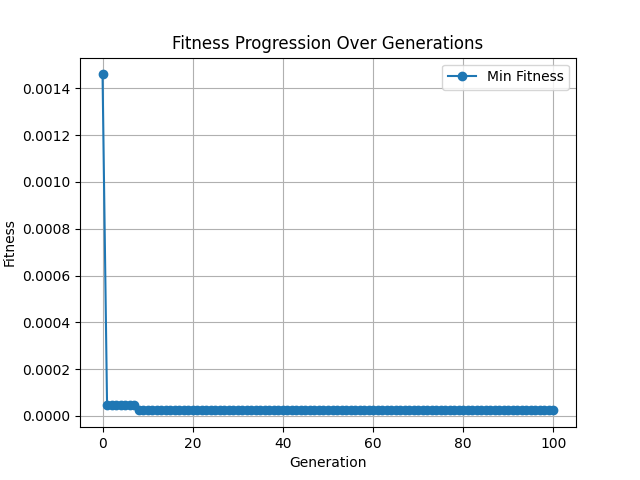 Fitness Progression Over Generations
Min Fitness
0.0014
0.0012
0.0010
0.0008
0.0006
0.0004
0.0002
0.0000
Fitness
0 20 40 60 80 100
Generation